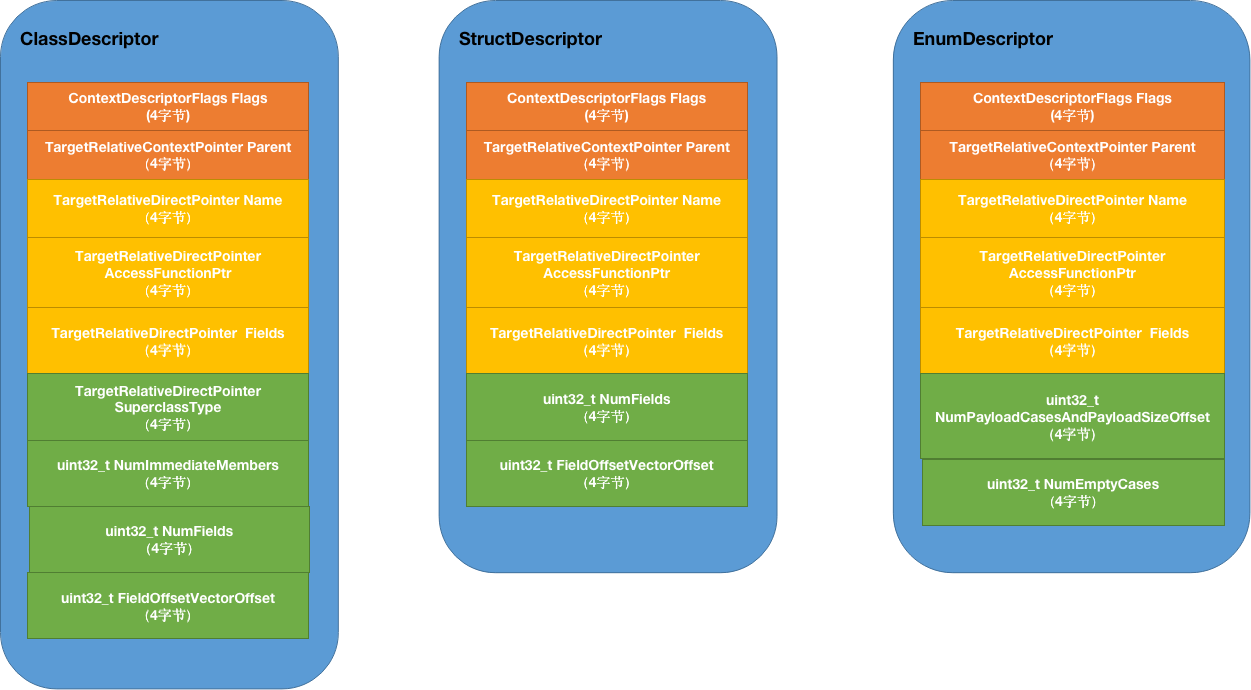 ClassDescriptor
ContextDescriptorFlags Flags
(4字节)
TargetRelativeContextPointer Parent
(4字节)
TargetRelativeDirectPointer Name
(4字节)
TargetRelativeDirectPointer
AccessFunctionPtr
(4字节)
TargetRelativeDirectPointer  Fields
(4字节)
TargetRelativeDirectPointer
SuperclassType
(4字节)
uint32_t NumImmediateMembers
(4字节)
uint32_t NumFields
(4字节)
uint32_t FieldOffsetVectorOffset
(4字节)
StructDescriptor
ContextDescriptorFlags Flags
(4字节)
TargetRelativeContextPointer Parent
(4字节)
TargetRelativeDirectPointer Name
(4字节)
TargetRelativeDirectPointer
AccessFunctionPtr
(4字节)
TargetRelativeDirectPointer  Fields
(4字节)
uint32_t NumFields
(4字节)
uint32_t FieldOffsetVectorOffset
(4字节)
EnumDescriptor
ContextDescriptorFlags Flags
(4字节)
TargetRelativeContextPointer Parent
(4字节)
TargetRelativeDirectPointer Name
(4字节)
TargetRelativeDirectPointer
AccessFunctionPtr
(4字节)
TargetRelativeDirectPointer  Fields
(4字节)
uint32_t
NumPayloadCasesAndPayloadSizeOffset
(4字节)
uint32_t NumEmptyCases
(4字节)